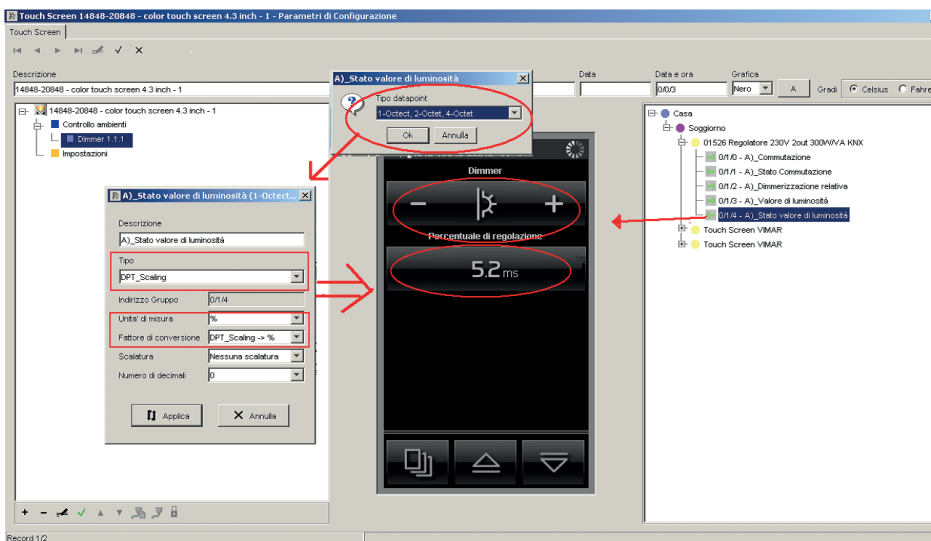 Touch Screen 14848-20848 - color touch screen 4.3 inch - 1 - Parametri di Configurazione
Touch Screen
Descrizione
Data
Data e ora
Grafica
14848-20848 - color touch screen 4.3 inch - 1
0/0/3
Nero
A
Gradi
Celsius
Fahre
14848-20848 - color touch screen 4.3 inch - 1
Controllo ambienti
Dimmer 1.1.1
Impostazioni
A)_Stato valore di luminosità
Tipo datapoint
1-Octect, 2-Octet, 4-Octet
Ok
Annulla
Dimmer
Porcentuale di regolazione
5.2 ms
A)_Stato valore di luminosità (1-Octect...
Descrizione
A)_Stato valore di luminosità
Tipo
DPT_Scaling
Indirizzo Gruppo
0/1/4
Unita' di misura
%
Fattore di conversione
DPT_Scaling -> %
Scalatura
Nessuna scalatura
Numero di decimali
0
Applica
Annulla
Casa
Soggiorno
01526 Regolatore 230V 2out 300W/VA KNX
0/1/0 - A)_Commutazione
0/1/1 - A)_Stato Commutazione
0/1/2 - A)_Dimmerizzazione relativa
0/1/3 - A)_Valore di luminosità
0/1/4 - A)_Stato valore di luminosità
Touch Screen VIMAR
Touch Screen VIMAR
Record 1/2